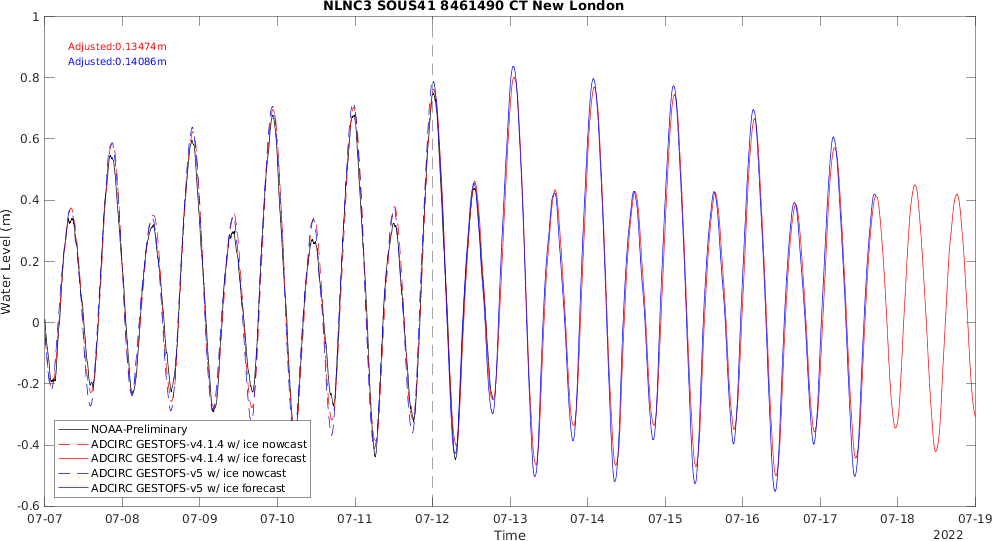 NLNC3 SOUS41 8461490 CT New London
Adjusted:0.13474m
Adjusted:0.14086m
Water Level (m)
1
0.8
0.6
0.4
0.2
0
-0.2
-0.4
-0.6
NOAA-Preliminary
ADCIRC GESTOFS-v4.1.4 w/ ice nowcast
ADCIRC GESTOFS-v4.1.4 w/ ice forecast
ADCIRC GESTOFS-v5 w/ ice nowcast
ADCIRC GESTOFS-v5 w/ ice forecast
07-07 07-08 07-09 07-10 07-11 07-12 07-13 07-14 07-15 07-16 07-17 07-18 07-19
Time
2022